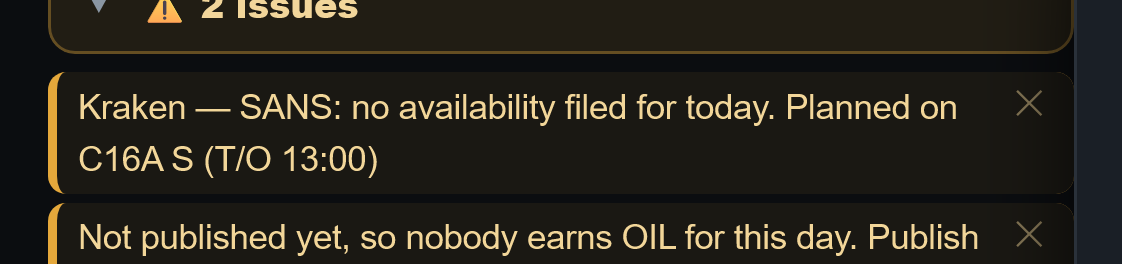 2 Issues
Kraken — SANS: no availability filed for today. Planned on
C16A S (T/O 13:00)
Not published yet, so nobody earns OIL for this day. Publish